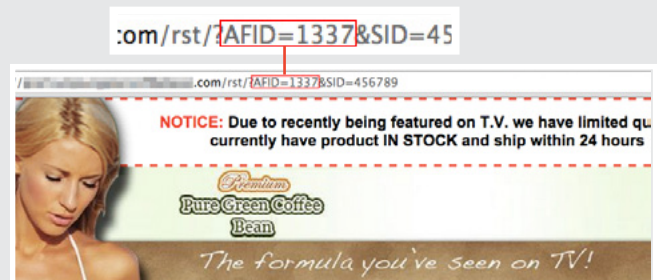 :om/rst/?AFID=1337&SID=45
.com/rst/?AFID=1337&SID=456789
NOTICE: Due to recently being featured on T.V. we have limited qu
currently have product IN STOCK and ship within 24 hours
Premium
Pure Green Coffee
Bean
The formula you've seen on TV!